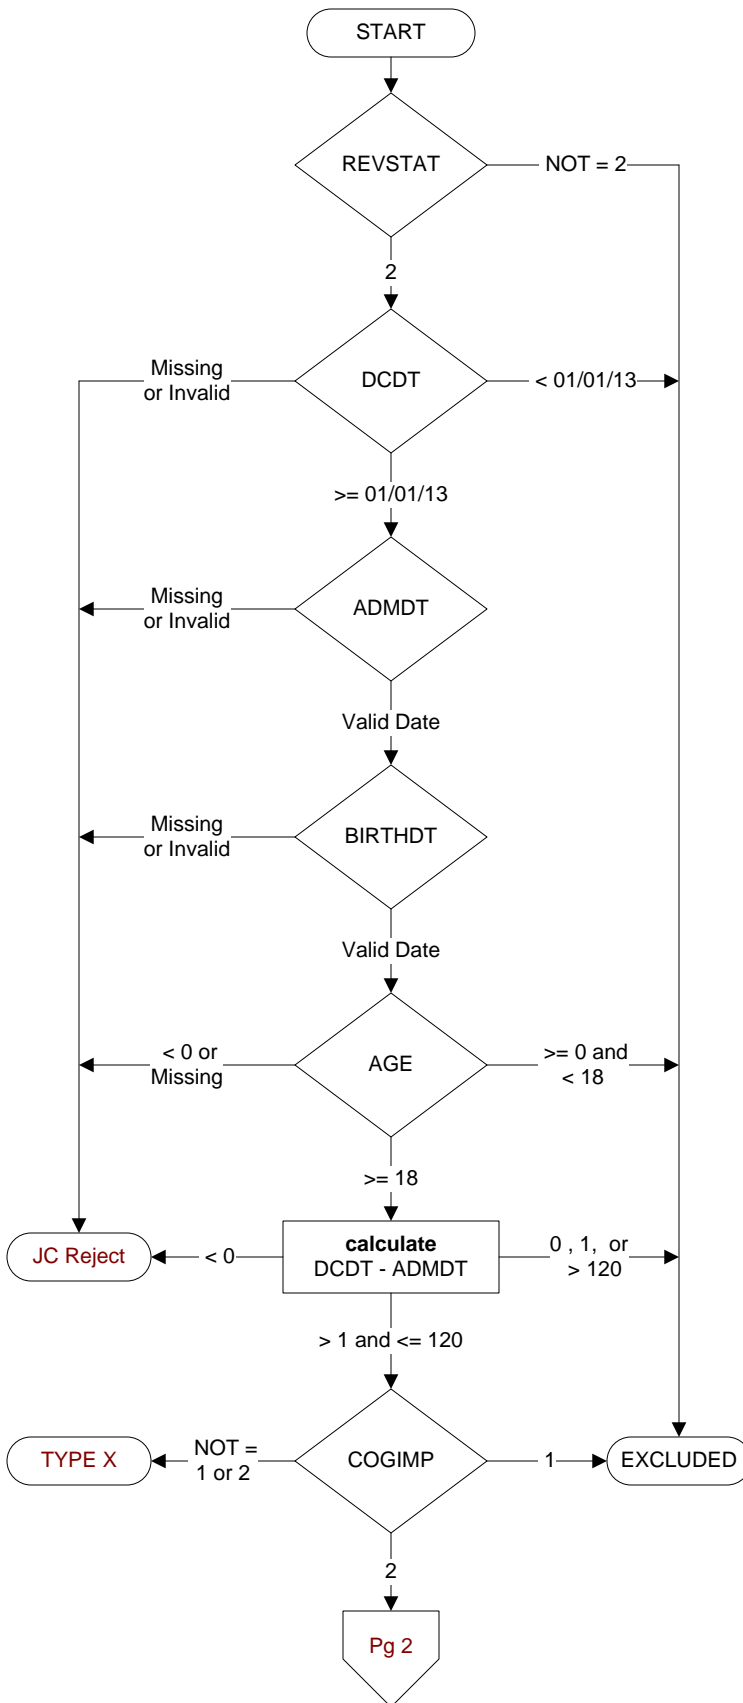 START
REVSTAT
NOT = 2
2
Missing
or Invalid
DCDT
< 01/01/13
>= 01/01/13
Missing
or Invalid
ADMDT
Valid Date
Missing
or Invalid
BIRTHDT
Valid Date
< 0 or
Missing
AGE
>= 0 and
< 18
>= 18
JC Reject
< 0
calculate
DCDT - ADMDT
0 , 1,  or
> 120
> 1 and <= 120
TYPE X
NOT =
1 or 2
COGIMP
1
EXCLUDED
2
Pg 2